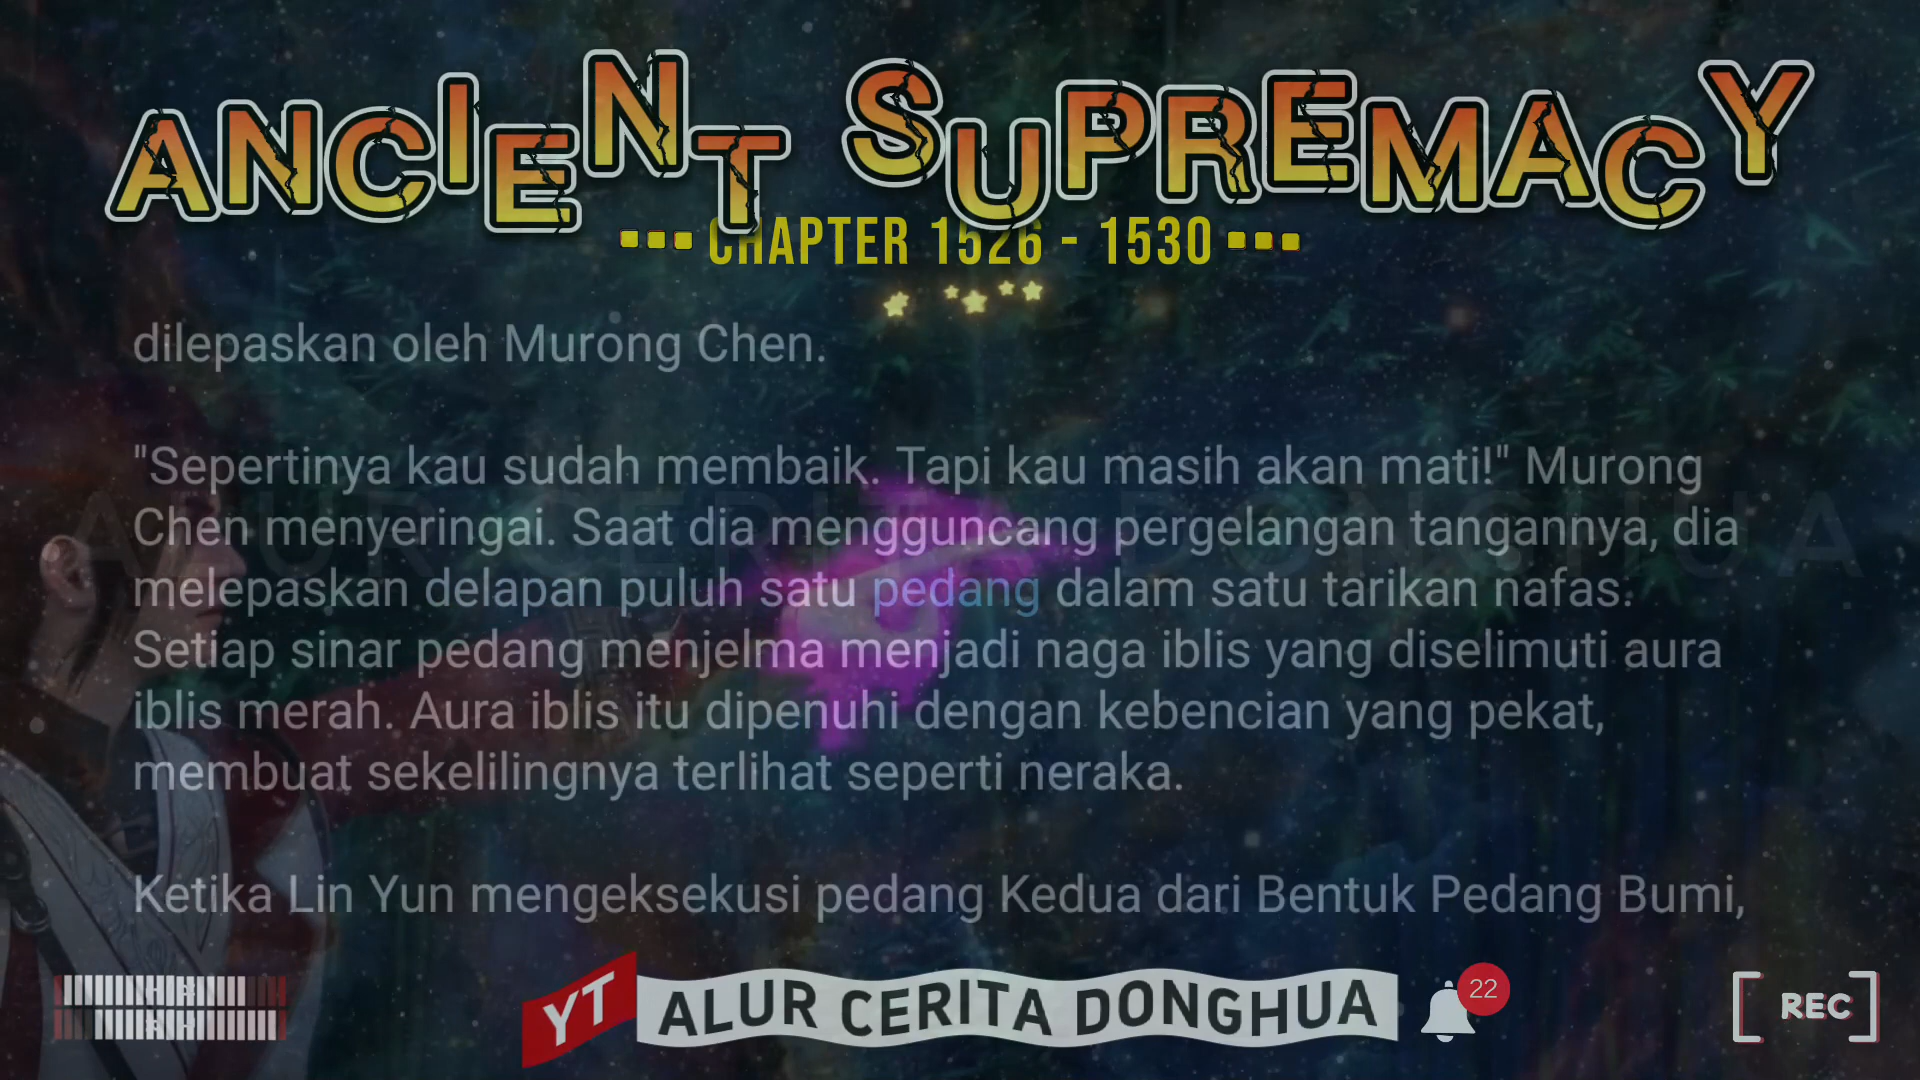 ANCIENT SUPREMACY
CHAPTER 1526 - 1530
dilepaskan oleh Murong Chen.
"Sepertinya kau sudah membaik. Tapi kau masih akan mati!" Murong
Chen menyeringai. Saat dia mengguncang pergelangan tangannya, dia
melepaskan delapan puluh satu pedang dalam satu tarikan nafas.
Setiap sinar pedang menjelma menjadi naga iblis yang diselimuti aura
iblis merah. Aura iblis itu dipenuhi dengan kebencian yang pekat,
membuat sekelilingnya terlihat seperti neraka.
Ketika Lin Yun mengeksekusi pedang Kedua dari Bentuk Pedang Bumi,
ALUR CERITA DONGHUA
YT ALUR CERITA DONGHUA
22
REC